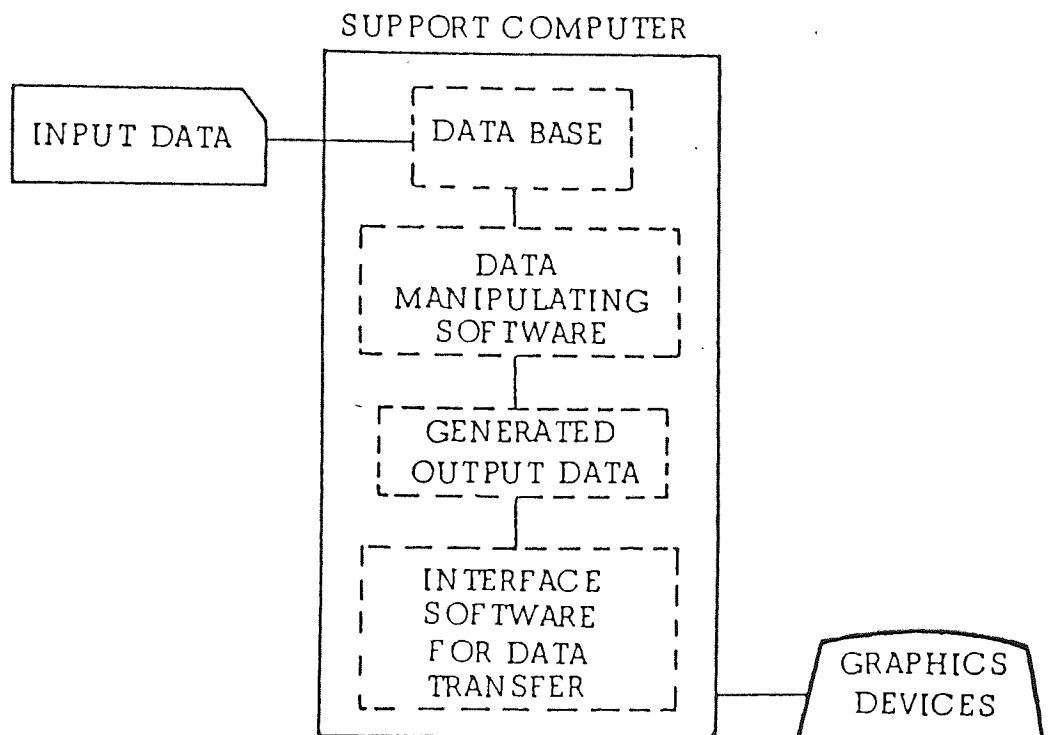 SUPPORT COMPUTER
INPUT DATA
DATA BASE
DATA
MANIPULATING
SOFTWARE
GENERATED
OUTPUT DATA
INTERFACE
SOFTWARE
FOR DATA
TRANSFER
GRAPHICS
DEVICES